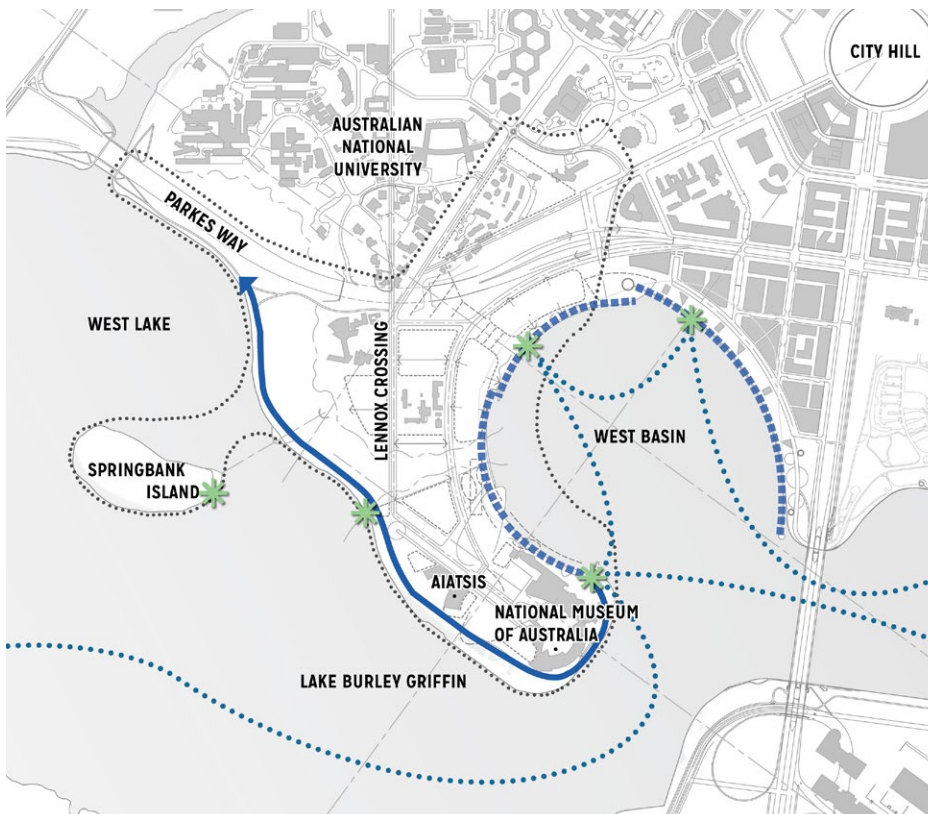 CITY HILL
AUSTRALIAN
NATIONAL
UNIVERSITY
PARKES WAY
WEST LAKE
LENNOX CROSSING
WEST BASIN
SPRINGBANK
ISLAND
AIATSIS
NATIONAL MUSEUM
OF AUSTRALIA
LAKE BURLEY GRIFFIN